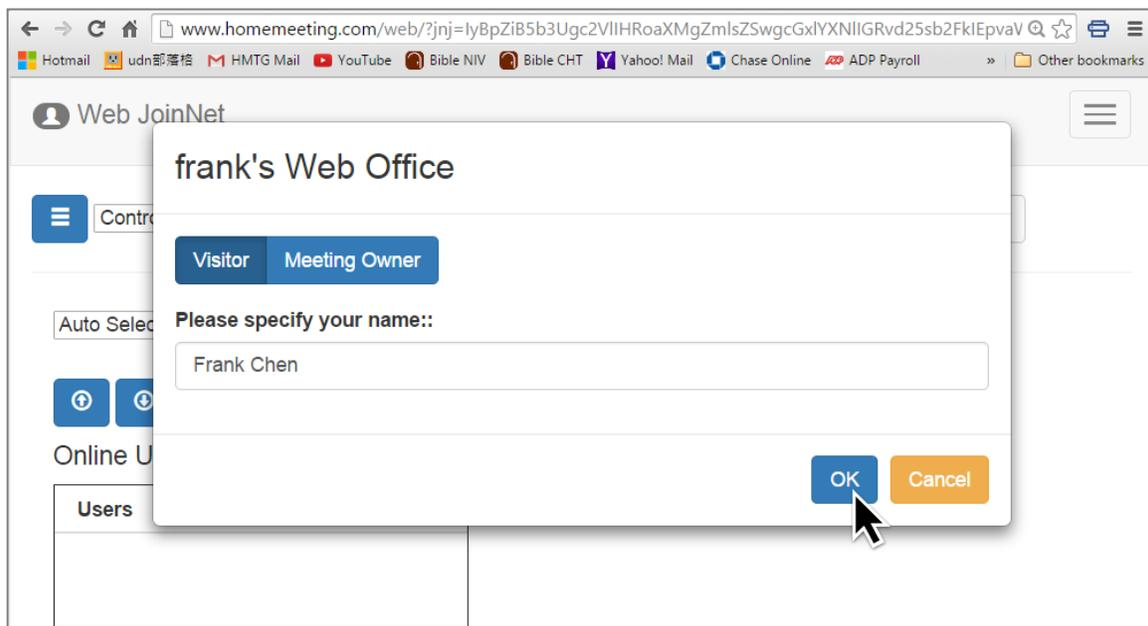 www.homemeeting.com/web/?jnj=IyBpZiB5b3Ugc2VlIHRoaXMgZmlsZSwgcGxlYXNlIGRvd25sb2FkIEpvaV
Hotmail udn部落格 HMTG Mail YouTube Bible NIV Bible CHT Yahoo! Mail Chase Online ADP Payroll » Other bookmarks
Web JoinNet
frank's Web Office
Contro
Visitor Meeting Owner
Auto Selec
Please specify your name::
Frank Chen
Online U
OK Cancel
Users